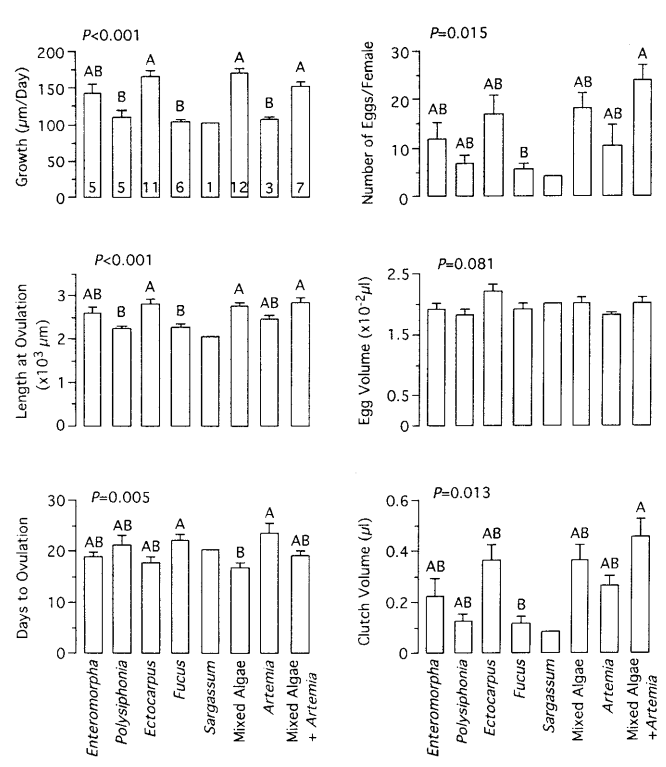 P<0.001
Growth (µm/Day)
200
150
100
50
0
AB
B
A
B
A
B
A
5
5
11
6
1
12
3
7
P=0.015
Number of Eggs/Female
30
20
10
0
AB
AB
AB
B
AB
AB
A
P<0.001
Length at Ovulation
(x10³ µm)
3
2
1
0
AB
B
A
B
A
AB
A
P=0.081
Egg Volume (x10⁻²µl)
2.5
1.5
0.5
0
P=0.005
Days to Ovulation
30
20
10
0
AB
AB
AB
A
B
A
AB
Enteromorpha
Polysiphonia
Ectocarpus
Fucus
Sargassum
Mixed Algae
Artemia
Mixed Algae
+ Artemia
P=0.013
Clutch Volume (µl)
0.6
0.4
0.2
0
AB
AB
AB
B
AB
AB
A
Enteromorpha
Polysiphonia
Ectocarpus
Fucus
Sargassum
Mixed Algae
Artemia
Mixed Algae
+Artemia